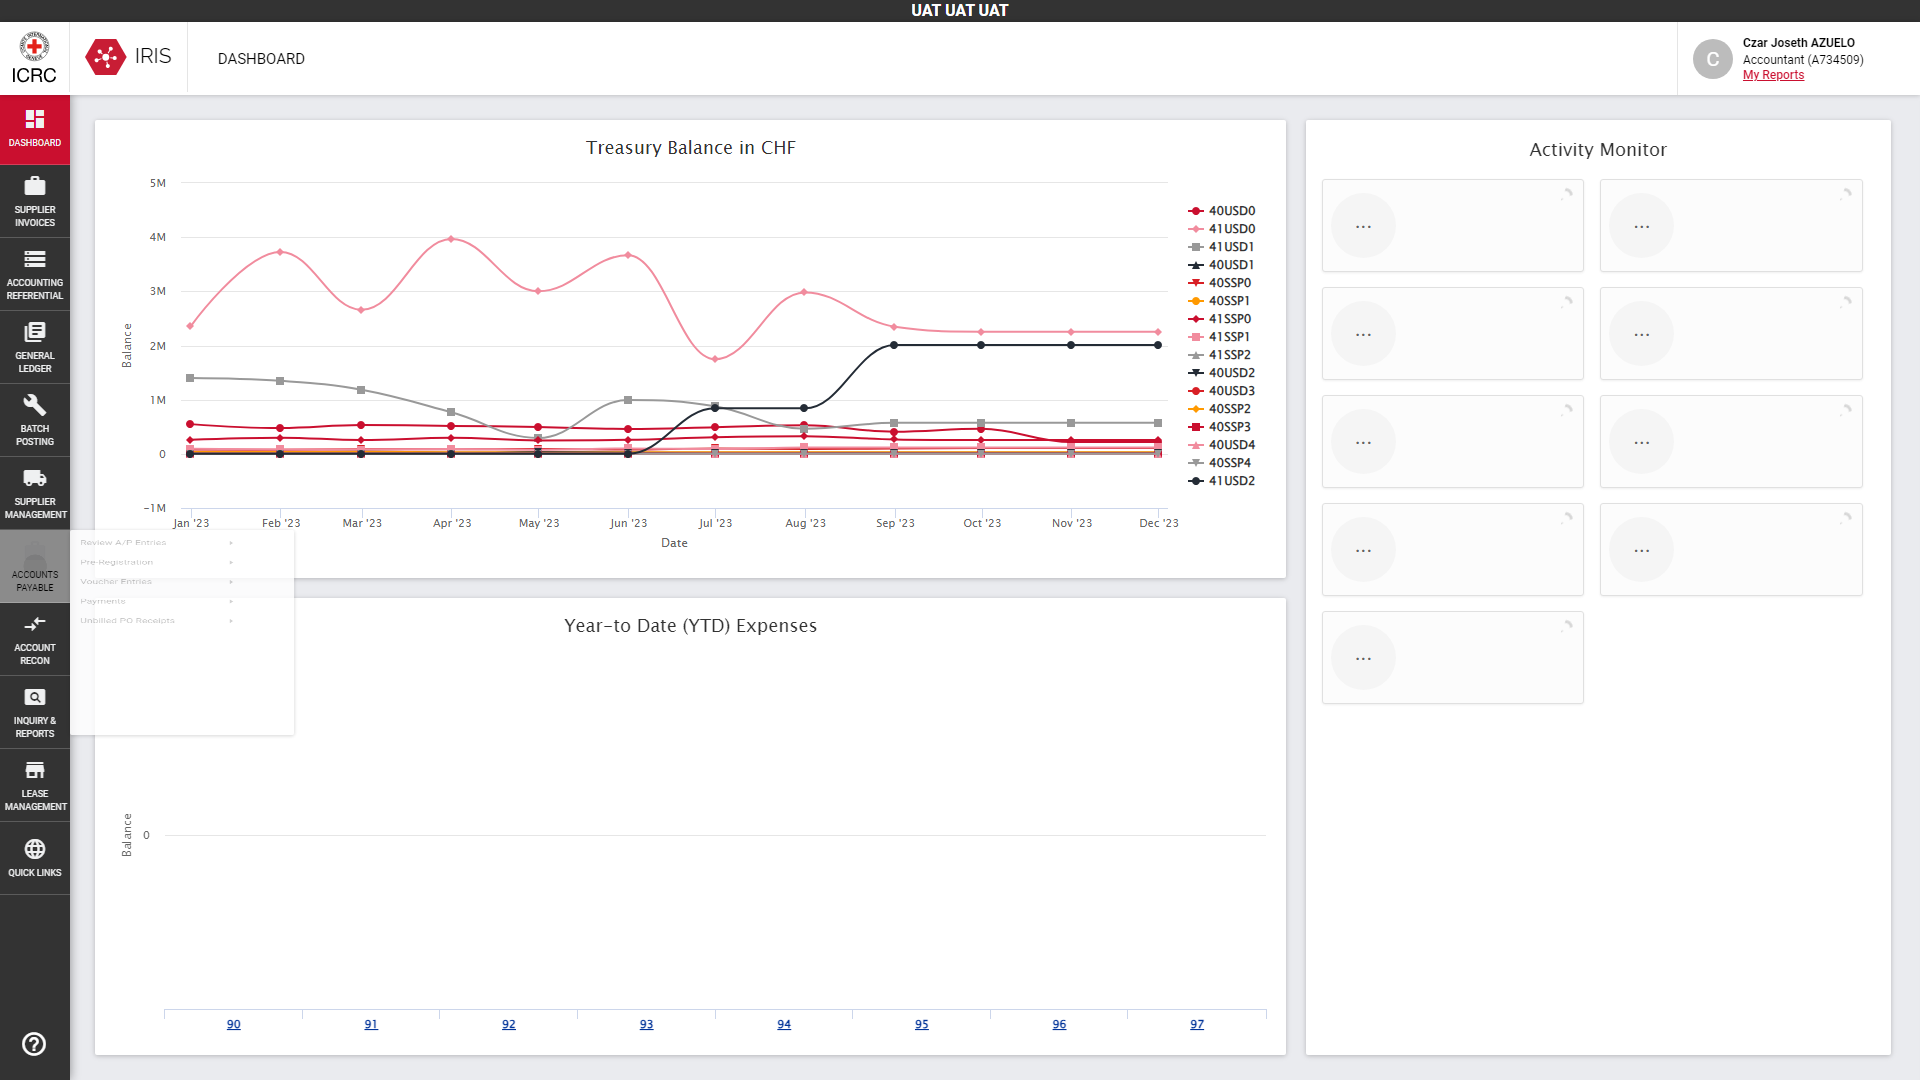 UAT UAT UAT
ICRC
IRIS
DASHBOARD
C
Czar Joseth AZUELO
Accountant (A734509)
My Reports
DASHBOARD
SUPPLIER
INVOICES
ACCOUNTING
REFERENTIAL
GENERAL
LEDGER
BATCH
POSTING
SUPPLIER
MANAGEMENT
ACCOUNTS
PAYABLE
ACCOUNT
RECON
INQUIRY &
REPORTS
LEASE
MANAGEMENT
QUICK LINKS
Review A/P Entries
Pre-Registration
Voucher Entries
Payments
Unbilled PO Receipts
Treasury Balance in CHF
Balance
5M
4M
3M
2M
1M
0
-1M
Jan '23
Feb '23
Mar '23
Apr '23
May '23
Jun '23
Jul '23
Aug '23
Sep '23
Oct '23
Nov '23
Dec '23
Date
40USD0
41USD0
41USD1
40USD1
40SSP0
40SSP1
41SSP0
41SSP1
41SSP2
40USD2
40USD3
40SSP2
40SSP3
40USD4
40SSP4
41USD2
Year-to Date (YTD) Expenses
Balance
0
90
91
92
93
94
95
96
97
Activity Monitor
...
...
...
...
...
...
...
...
...